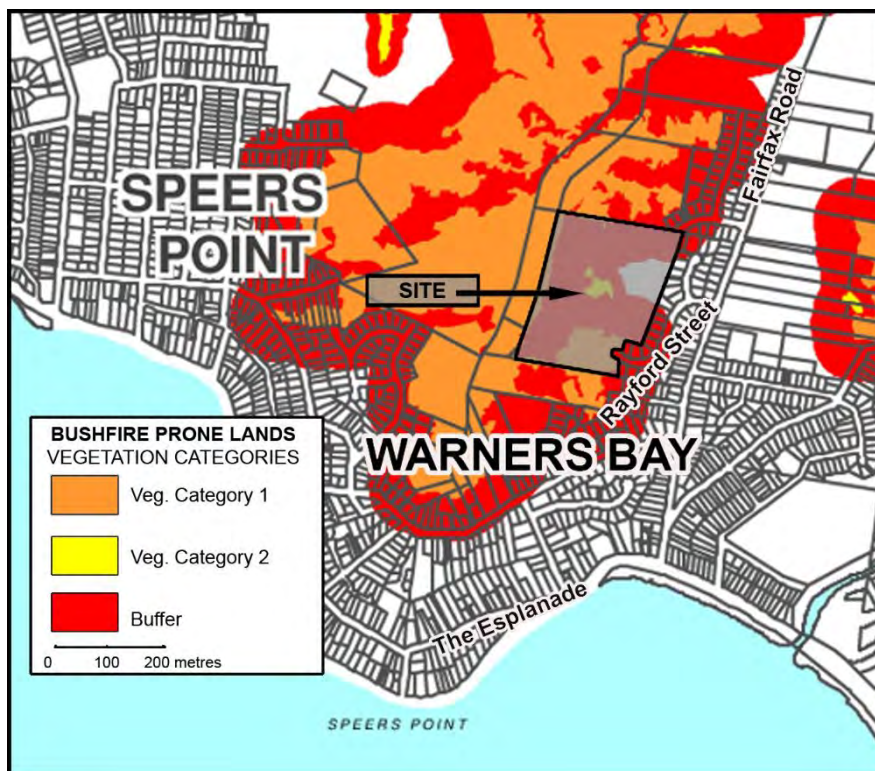 SPEERS
POINT
Fairfax Road
SITE
Rayford Street
WARNERS BAY
BUSHFIRE PRONE LANDS
VEGETATION CATEGORIES
Veg. Category 1
Veg. Category 2
Buffer
0 100 200 metres
The Esplanade
SPEERS POINT